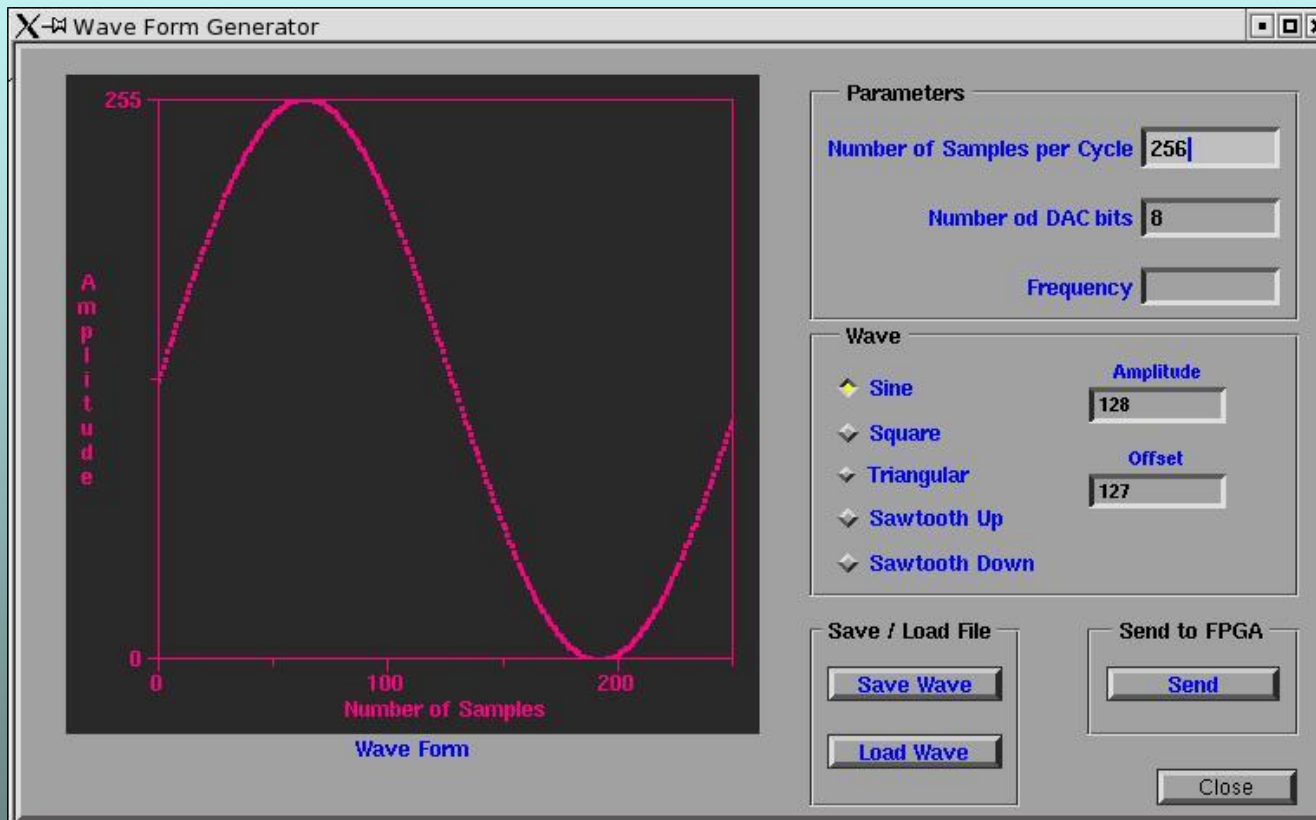 Wave Form Generator
255
Amplitude
0
0 100 200
Number of Samples
Wave Form
Parameters
Number of Samples per Cycle 256
Number od DAC bits 8
Frequency
Wave
Sine
Square
Triangular
Sawtooth Up
Sawtooth Down
Amplitude
128
Offset
127
Save / Load File
Save Wave
Load Wave
Send to FPGA
Send
Close